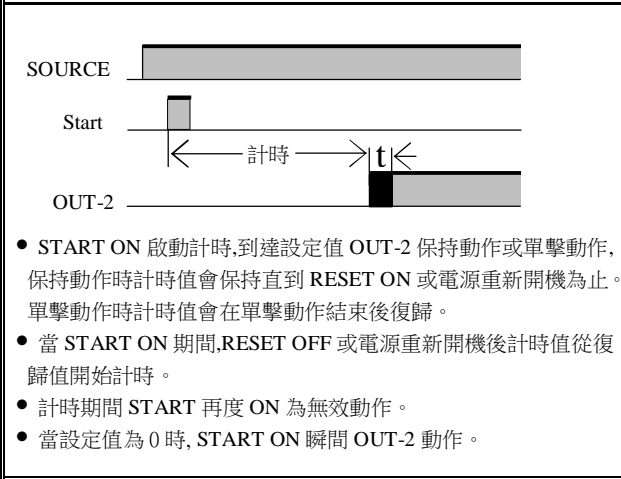 SOURCE
Start
計時
t
OUT-2
● START ON 啟動計時,到達設定值 OUT-2 保持動作或單擊動作,
保持動作時計時值會保持直到 RESET ON 或電源重新開機為止。
單擊動作時計時值會在單擊動作結束後復歸。
● 當 START ON 期間,RESET OFF 或電源重新開機後計時值從復
歸值開始計時。
● 計時期間 START 再度 ON 為無效動作。
● 當設定值為 0 時, START ON 瞬間 OUT-2 動作。